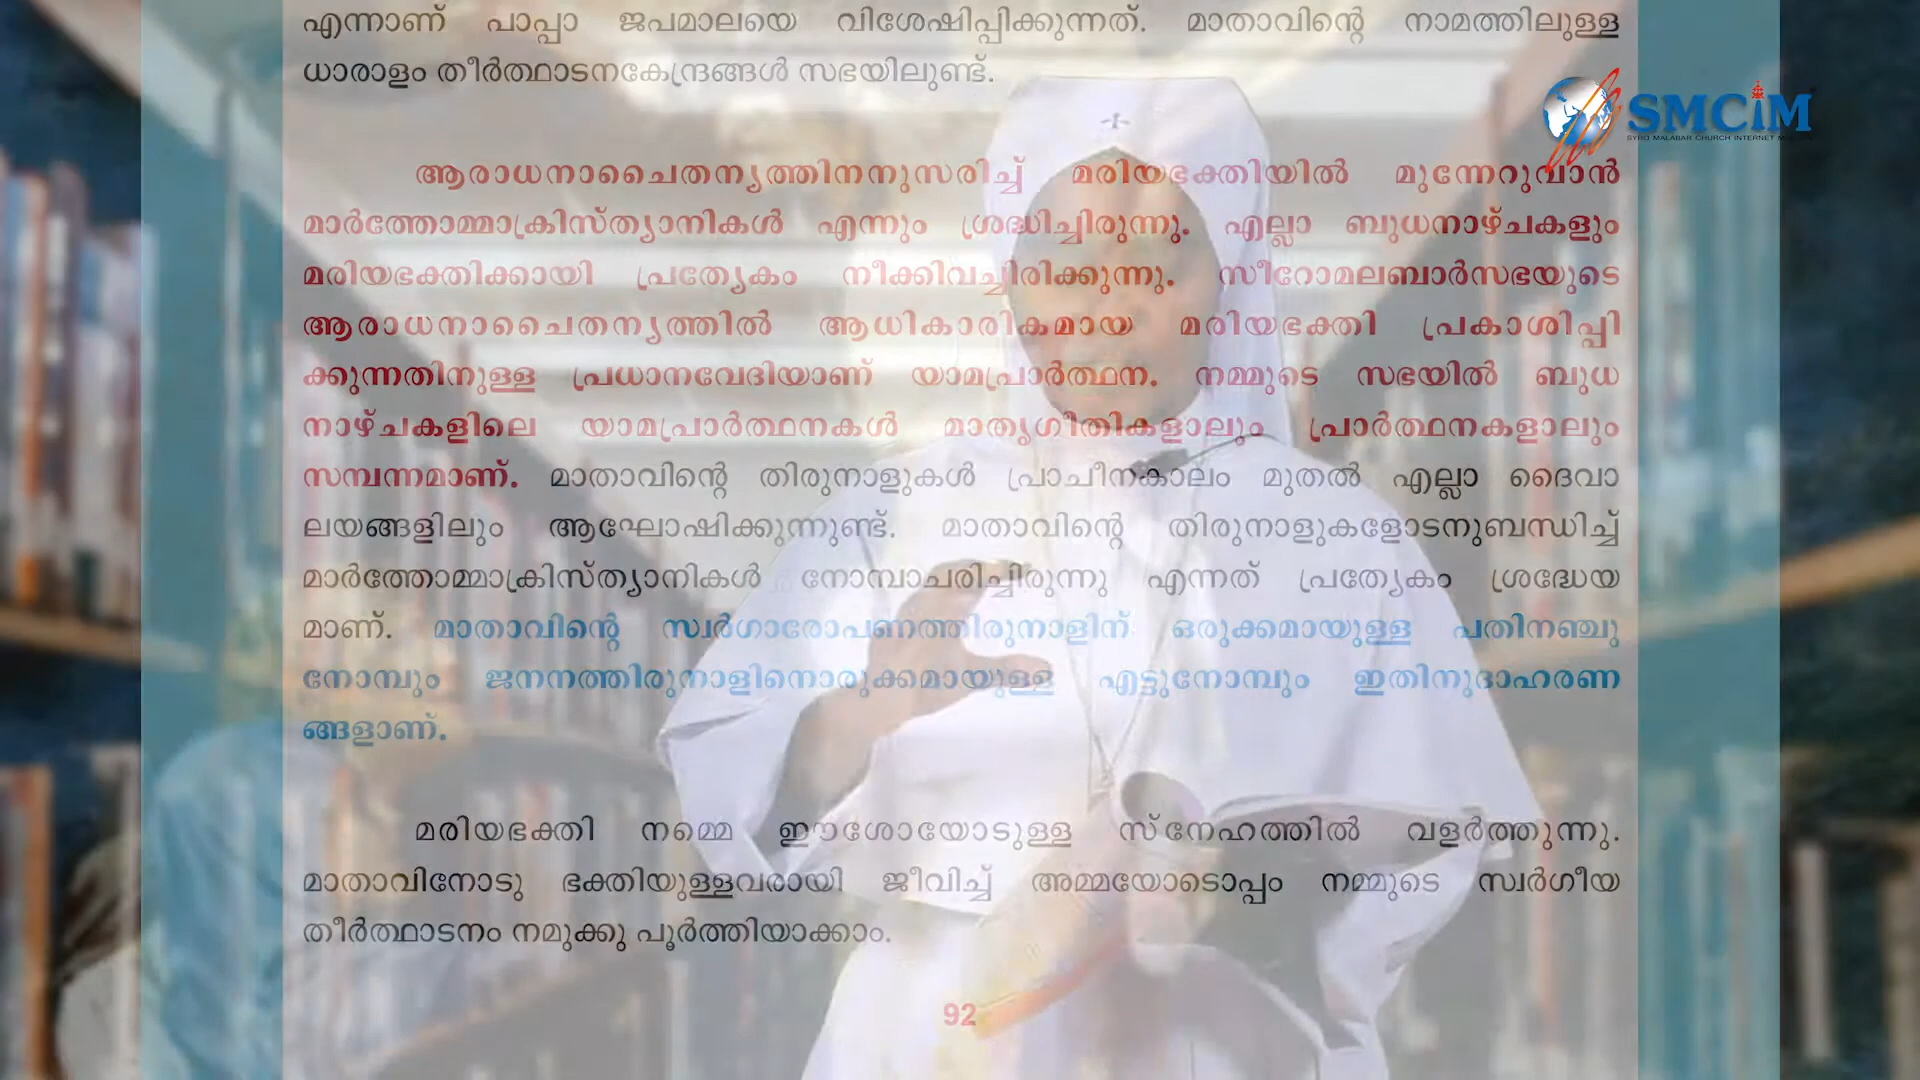 എന്നാണ് പാപ്പാ ജപമാലയെ വിശേഷിപ്പിക്കുന്നത്. മാതാവിന്റെ നാമത്തിലുള്ള
ധാരാളം തീർത്ഥാടനകേന്ദ്രങ്ങൾ സഭയിലുണ്ട്.
SMCIM
SYRO MALABAR CHURCH INTERNET
ആരാധനാചൈതന്യത്തിനനുസരിച്ച് മരിയഭക്തിയിൽ മുന്നേറുവാൻ
മാർത്തോമ്മാക്രിസ്ത്യാനികൾ എന്നും ശ്രദ്ധിച്ചിരുന്നു. എല്ലാ ബുധനാഴ്ചകളും
മരിയഭക്തിക്കായി പ്രത്യേകം നീക്കിവച്ചിരിക്കുന്നു. സീറോമലബാർസഭയുടെ
ആരാധനാചൈതന്യത്തിൽ ആധികാരികമായ മരിയഭക്തി പ്രകാശിപ്പി
ക്കുന്നതിനുള്ള പ്രധാനവേദിയാണ് യാമപ്രാർത്ഥന. നമ്മുടെ സഭയിൽ ബുധ
നാഴ്ചകളിലെ യാമപ്രാർത്ഥനകൾ മാതൃഗീതികളാലും പ്രാർത്ഥനകളാലും
സമ്പന്നമാണ്. മാതാവിന്റെ തിരുനാളുകൾ പ്രാചീനകാലം മുതൽ എല്ലാ ദൈവാ
ലയങ്ങളിലും ആഘോഷിക്കുന്നുണ്ട്. മാതാവിന്റെ തിരുനാളുകളോടനുബന്ധിച്ച്
മാർത്തോമ്മാക്രിസ്ത്യാനികൾ നോമ്പാചരിച്ചിരുന്നു എന്നത് പ്രത്യേകം ശ്രദ്ധേയ
മാണ്. മാതാവിന്റെ സ്വർഗാരോപണത്തിരുനാളിന് ഒരുക്കമായുള്ള പതിനഞ്ചു
നോമ്പും ജനനത്തിരുനാളിനൊരുക്കമായുള്ള എട്ടുനോമ്പും ഇതിനുദാഹരണ
ങ്ങളാണ്.
മരിയഭക്തി നമ്മെ ഈശോയോടുള്ള സ്നേഹത്തിൽ വളർത്തുന്നു.
മാതാവിനോടു ഭക്തിയുള്ളവരായി ജീവിച്ച് അമ്മയോടൊപ്പം നമ്മുടെ സ്വർഗീയ
തീർത്ഥാടനം നമുക്കു പൂർത്തിയാക്കാം.
92